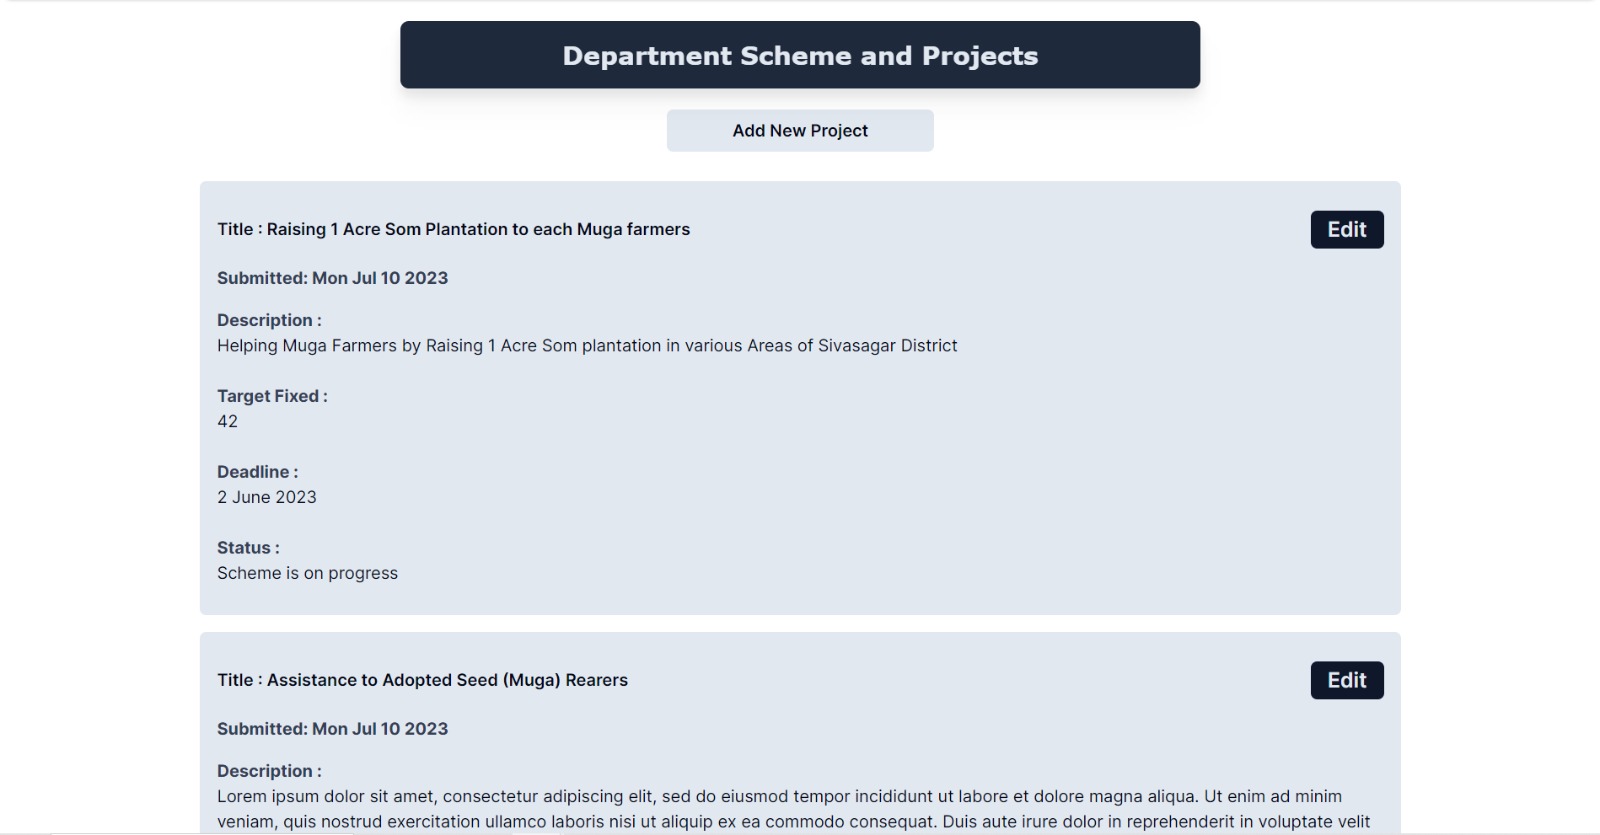 Department Scheme and Projects
Add New Project
Title : Raising 1 Acre Som Plantation to each Muga farmers
Edit
Submitted: Mon Jul 10 2023
Description :
Helping Muga Farmers by Raising 1 Acre Som plantation in various Areas of Sivasagar District
Target Fixed :
42
Deadline :
2 June 2023
Status :
Scheme is on progress
Title : Assistance to Adopted Seed (Muga) Rearers
Edit
Submitted: Mon Jul 10 2023
Description :
Lorem ipsum dolor sit amet, consectetur adipiscing elit, sed do eiusmod tempor incididunt ut labore et dolore magna aliqua. Ut enim ad minim
veniam, quis nostrud exercitation ullamco laboris nisi ut aliquip ex ea commodo consequat. Duis aute irure dolor in reprehenderit in voluptate velit